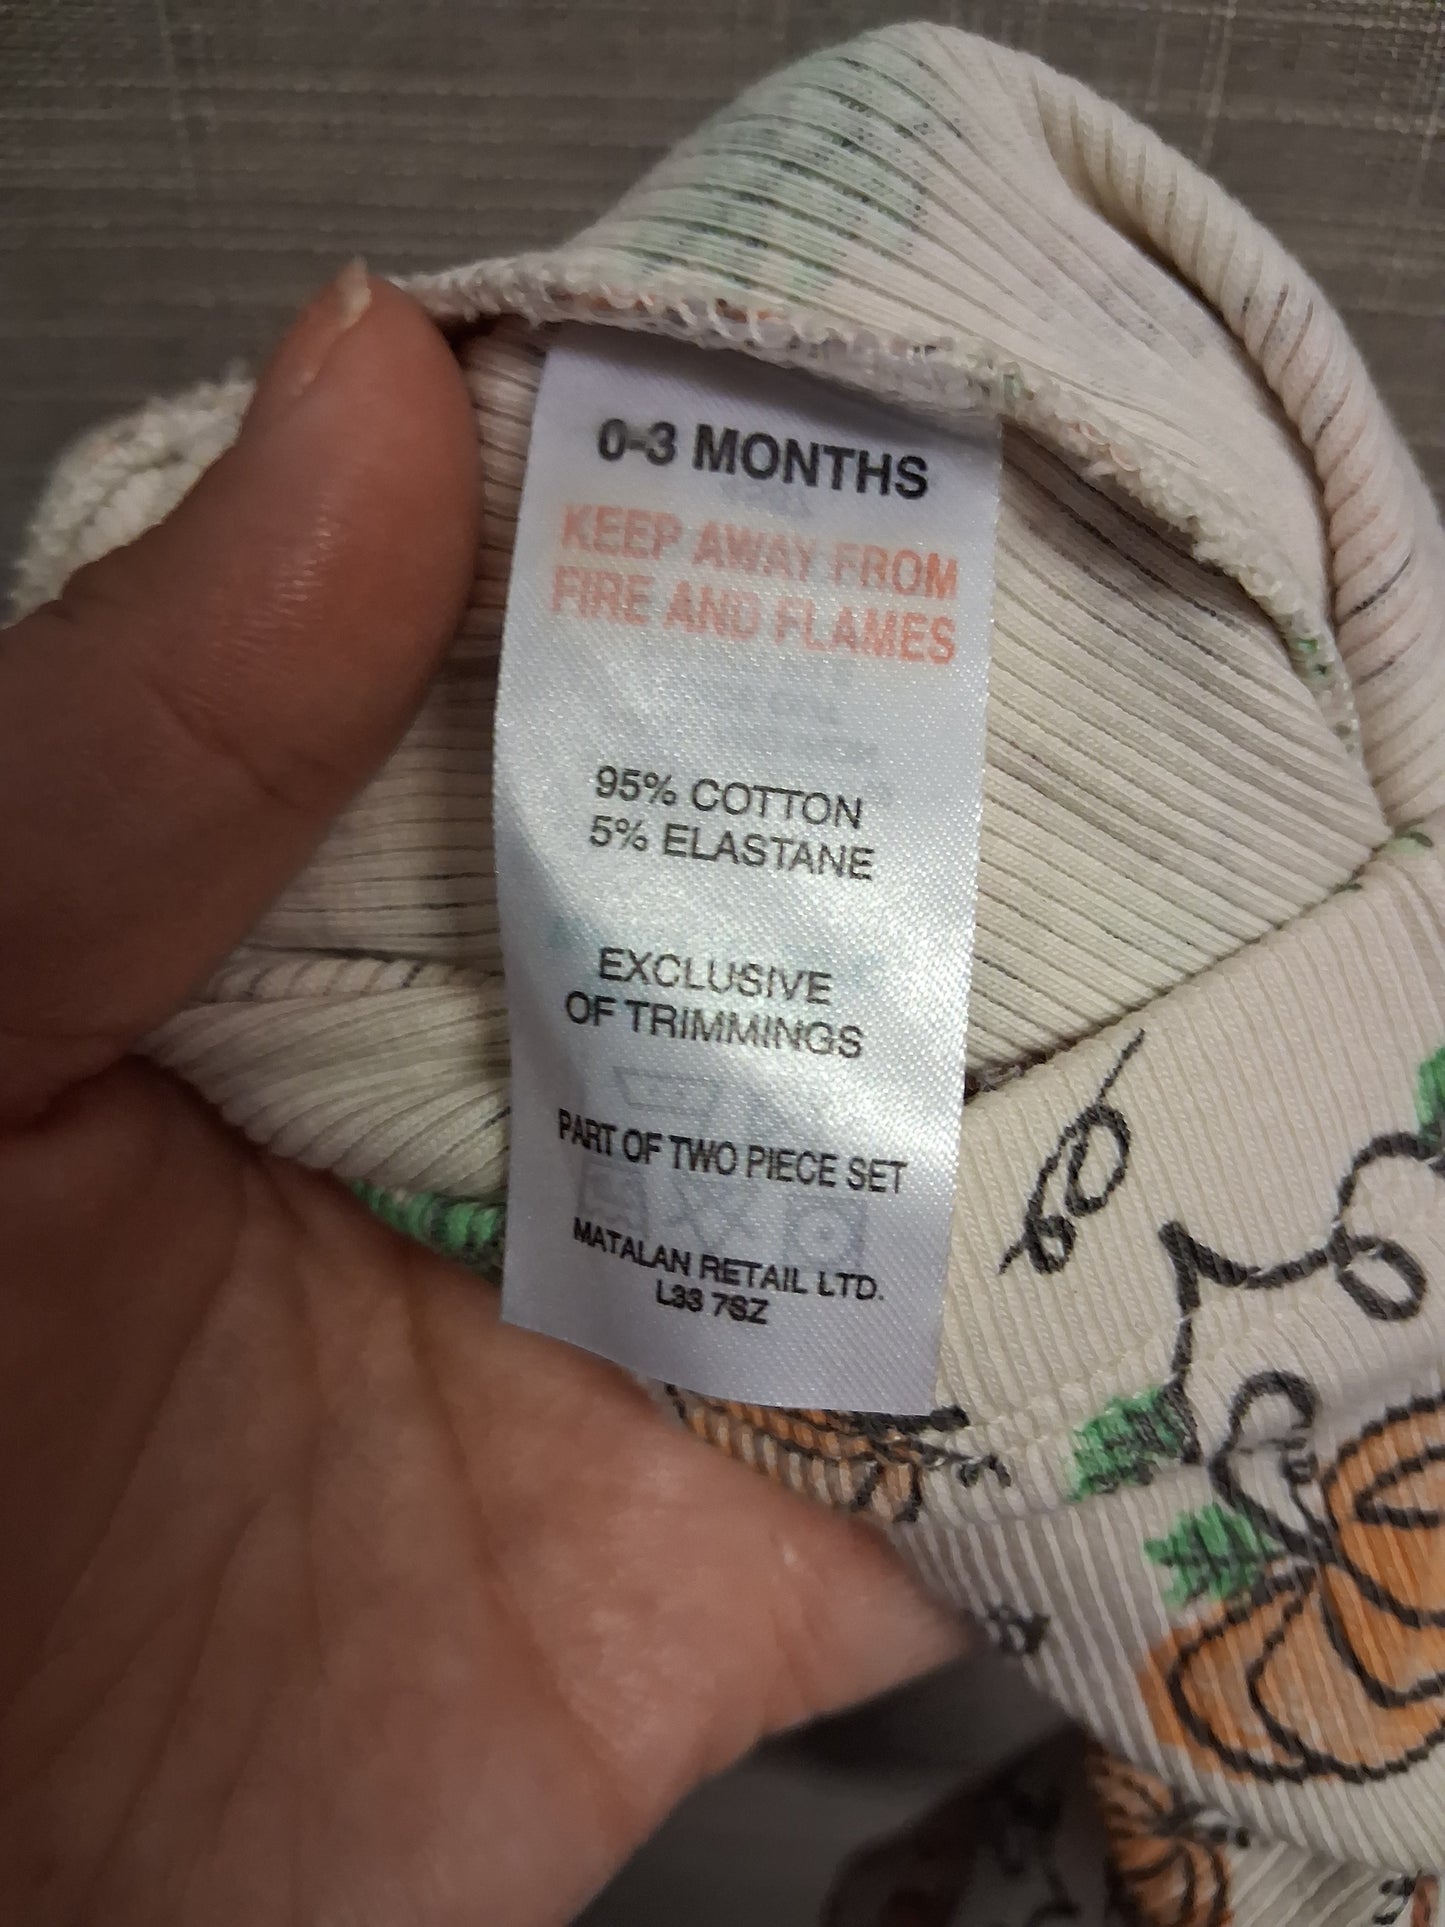 0-3 MONTHS
KEEP AWAY FROM
FIRE AND FLAMES
95% COTTON
5% ELASTANE
EXCLUSIVE
OF TRIMMINGS
PART OF TWO PIECE SET
MATALAN RETAIL LTD.
L33 7SZ